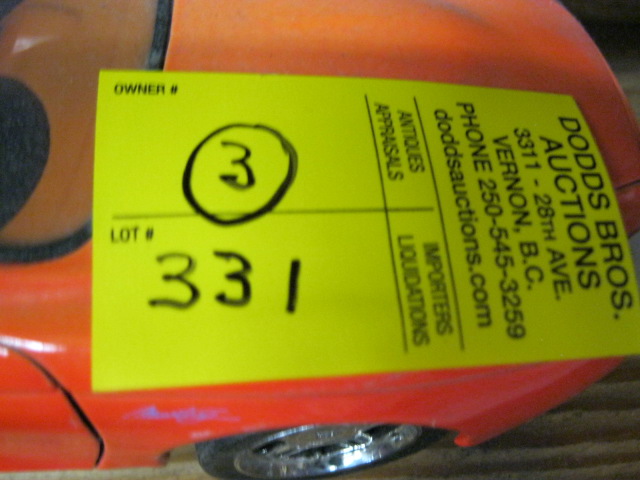 OWNER #
3
LOT #
331
DODDS BROS.
AUCTIONS
3311 - 28TH AVE.
VERNON, B.C.
PHONE 250-545-3259
doddsauctions.com
ANTIQUES
APPRAISALS
IMPORTERS
LIQUIDATIONS